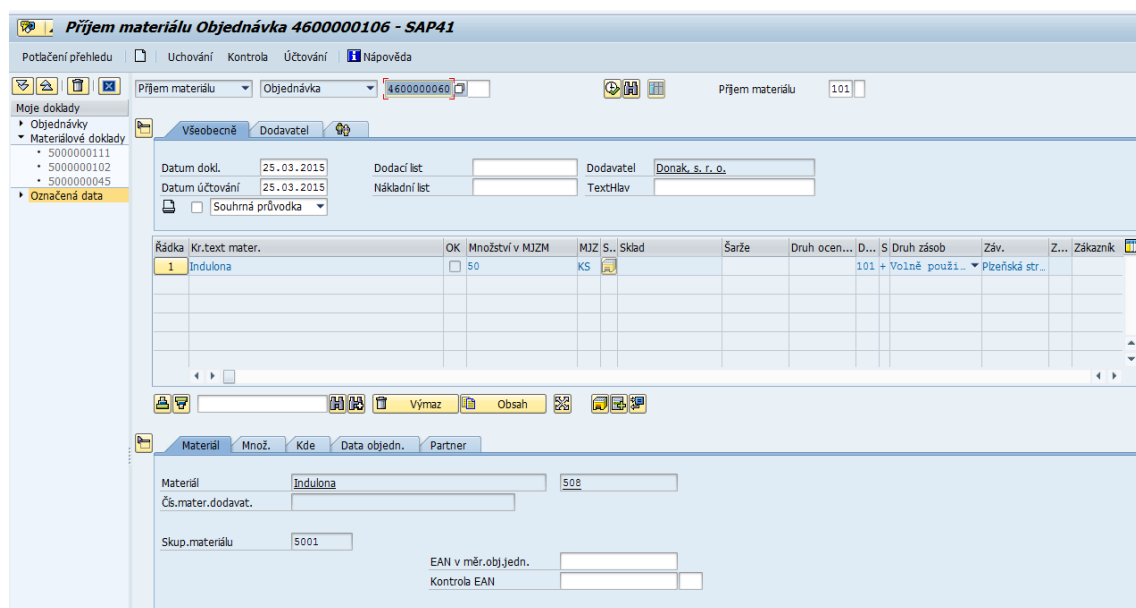 Příjem materiálu Objednávka 4600000106 - SAP41
Potlačení přehledu Uchování Kontrola Účtování Nápověda
Příjem materiálu Objednávka 4600000060 Příjem materiálu 101
Moje doklady
Objednávky
Materiálové doklady
5000000111
5000000102
5000000045
Označená data
Všeobecně Dodavatel
Datum dokl. 25.03.2015 Dodací list Dodavatel Donak, s. r. o.
Datum účtování 25.03.2015 Nákladní list TextHlav
Souhrná průvodka
Řádka Kr.text mater. OK Množství v MJZM MJZ S.. Sklad Šarže Druh ocen... D... S Druh zásob Záv. Z... Zákazník
1 Indulona 50 KS 101 + Volně použi… Plzeňská str…
Výmaz Obsah
Materiál Množ. Kde Data objedn. Partner
Materiál Indulona 508
Čís.mater.dodavat.
Skup.materiálu 5001
EAN v měr.obj.jedn.
Kontrola EAN